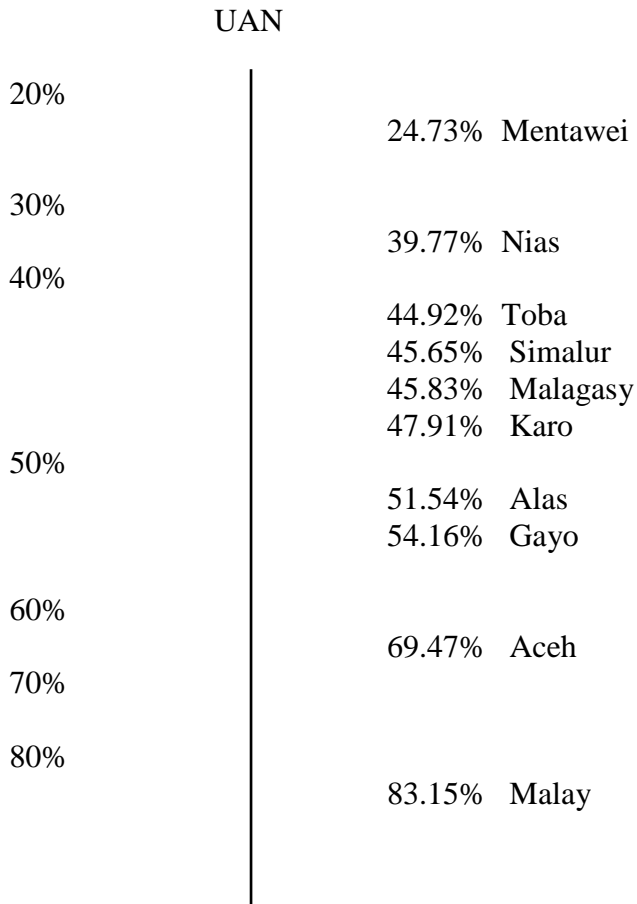 UAN
20%
24.73% Mentawei
30%
39.77% Nias
40%
44.92% Toba
45.65% Simalur
45.83% Malagasy
47.91% Karo
50%
51.54% Alas
54.16% Gayo
60%
69.47% Aceh
70%
80%
83.15% Malay